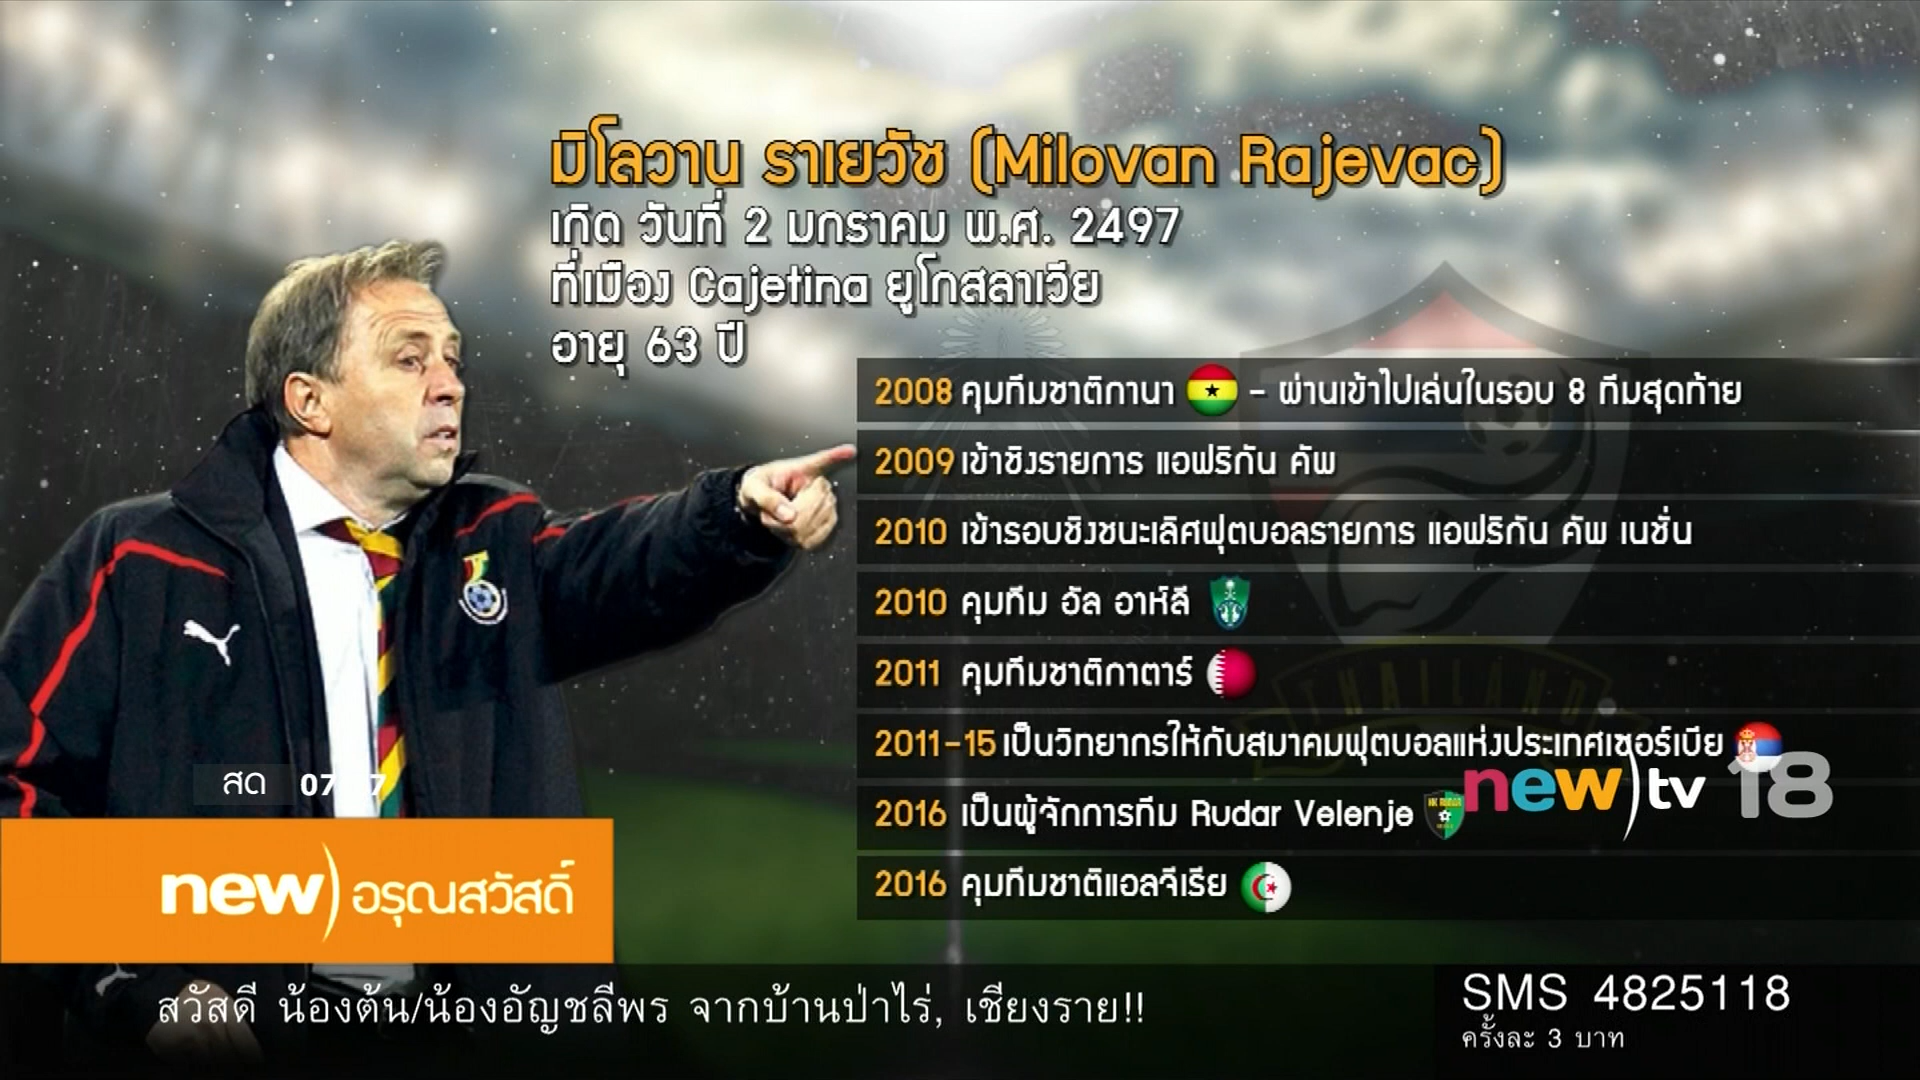 มิโลวาน ราเยวัช (Milovan Rajevac)
เกิด วันที่ 2 มกราคม พ.ศ. 2497
ที่เมือง Cajetina ยูโกสลาเวีย
อายุ 63 ปี
2008 คุมทีมชาติกานา - ผ่านเข้าไปเล่นในรอบ 8 ทีมสุดท้าย
2009 เข้าชิงรายการ แอฟริกัน คัพ
2010 เข้ารอบชิงชนะเลิศฟุตบอลรายการ แอฟริกัน คัพ เนชั่น
2010 คุมทีม อัล อาห์ลี
2011 คุมทีมชาติกาตาร์
THAILAND
2011-15 เป็นวิทยากรให้กับสมาคมฟุตบอลแห่งประเทศเซอร์เบีย
2016 เป็นผู้จัดการทีม Rudar Velenje
new)tv 18
2016 คุมทีมชาติแอลจีเรีย
สด
new) อรุณสวัสดิ์
สวัสดี น้องต้น/น้องอัญชลีพร จากบ้านป่าไร่, เชียงราย!!
SMS 4825118
ครั้งละ 3 บาท